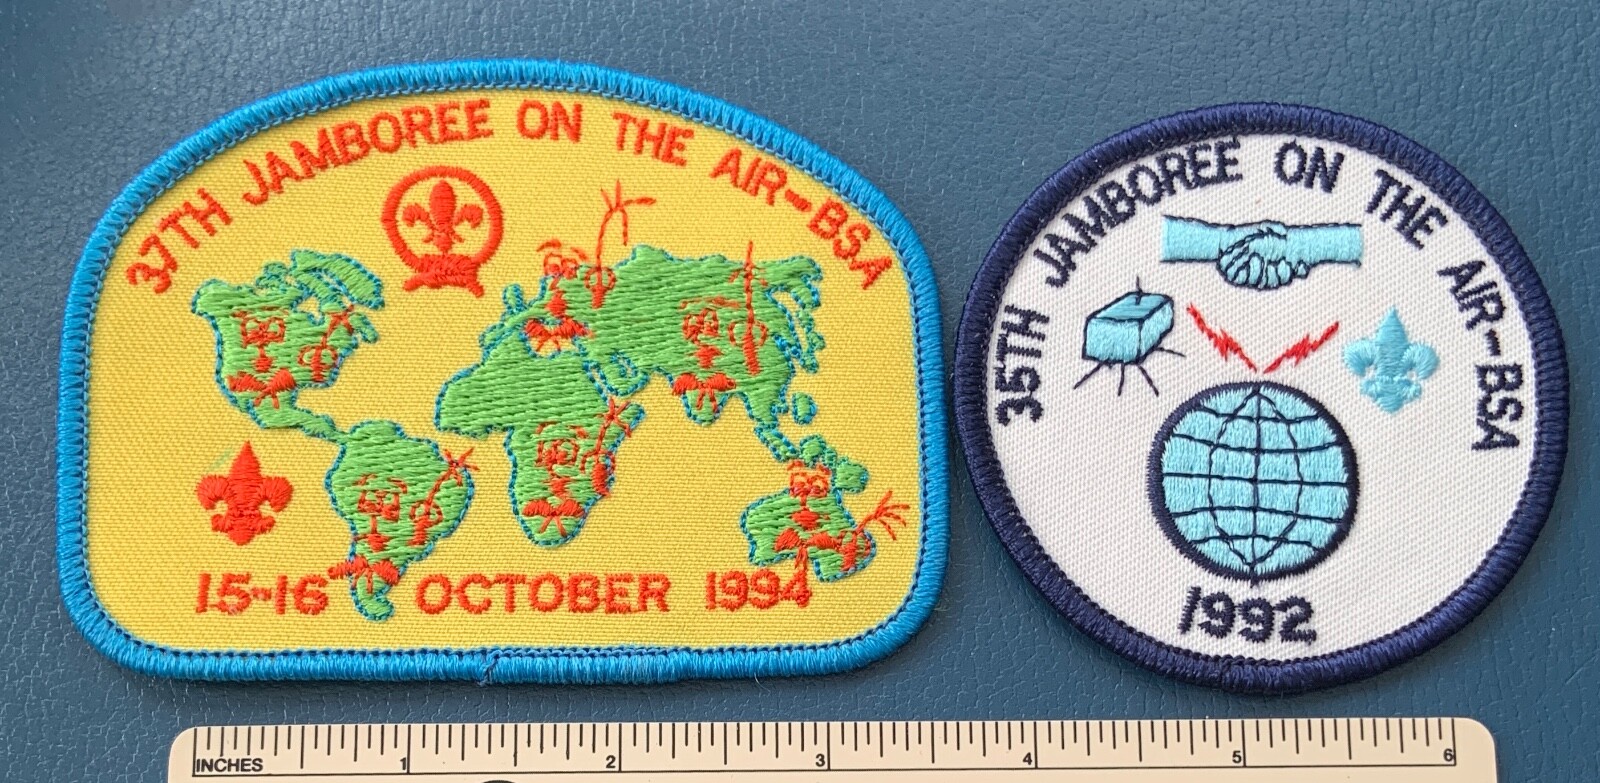 37TH JAMBOREE ON THE AIR-BSA
15-16 OCTOBER 1994
35TH JAMBOREE ON THE AIR-BSA
1992
INCHES 1 2 3 4 5 6